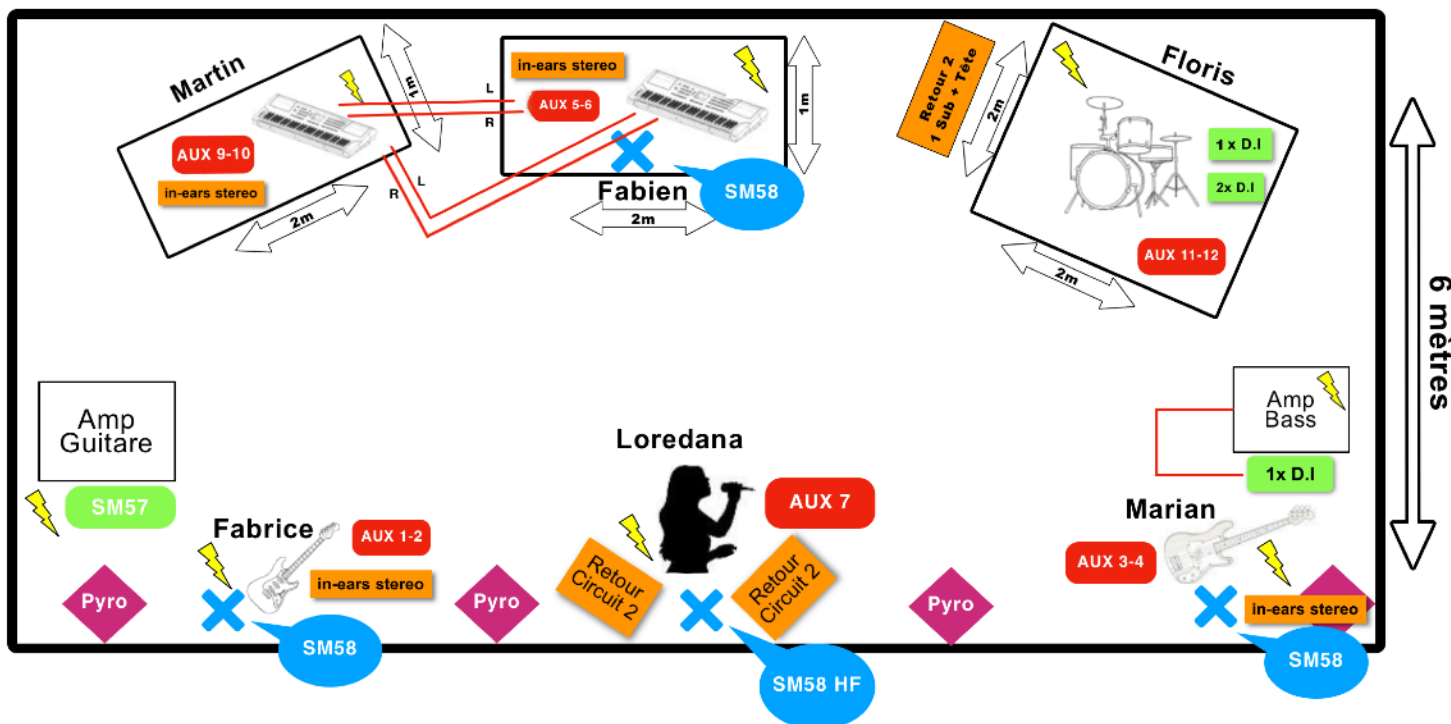 Martin
1m
AUX 9-10
in-ears stereo
2m
L
R
L
R
in-ears stereo
AUX 5-6
1m
Fabien
SM58
2m
Retour 2
1 Sub + Tête
2m
Floris
1 x D.I
2x D.I
AUX 11-12
2m
6 mètres
Amp
Guitare
SM57
Fabrice
AUX 1-2
in-ears stereo
Pyro
SM58
Pyro
Loredana
AUX 7
Retour
Circuit 2
Retour
Circuit 2
SM58 HF
Pyro
Amp
Bass
1x D.I
Marian
AUX 3-4
in-ears stereo
SM58